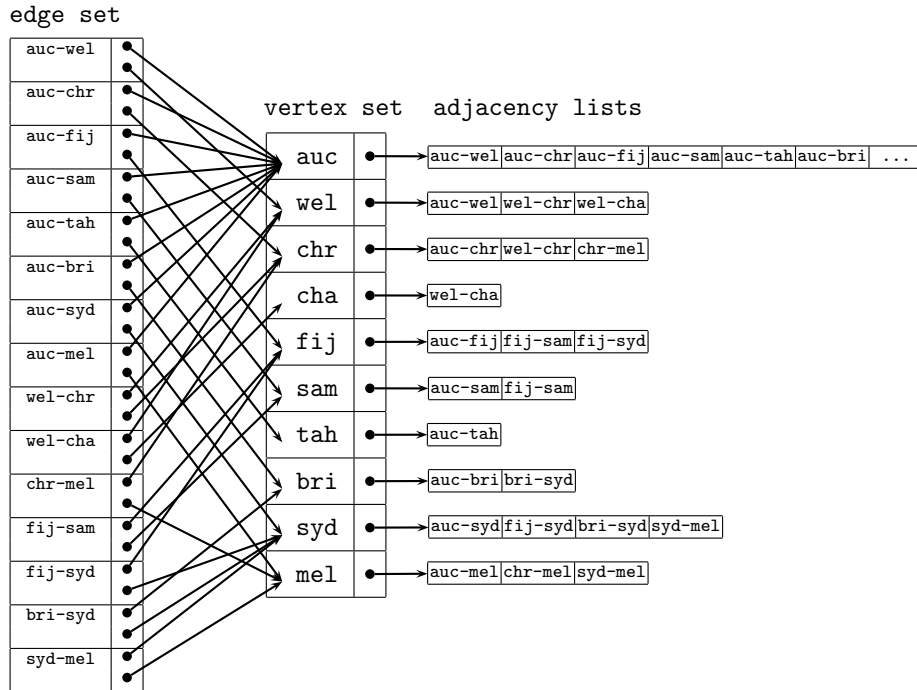 edge set
auc-wel
auc-chr
auc-fij
auc-sam
auc-tah
auc-bri
auc-syd
auc-mel
wel-chr
wel-cha
chr-mel
fij-sam
fij-syd
bri-syd
syd-mel
vertex set adjacency lists
auc auc-wel auc-chr auc-fij auc-sam auc-tah auc-bri ...
wel auc-wel wel-chr wel-cha
chr auc-chr wel-chr chr-mel
cha wel-cha
fij auc-fij fij-sam fij-syd
sam auc-sam fij-sam
tah auc-tah
bri auc-bri bri-syd
syd auc-syd fij-syd bri-syd syd-mel
mel auc-mel chr-mel syd-mel